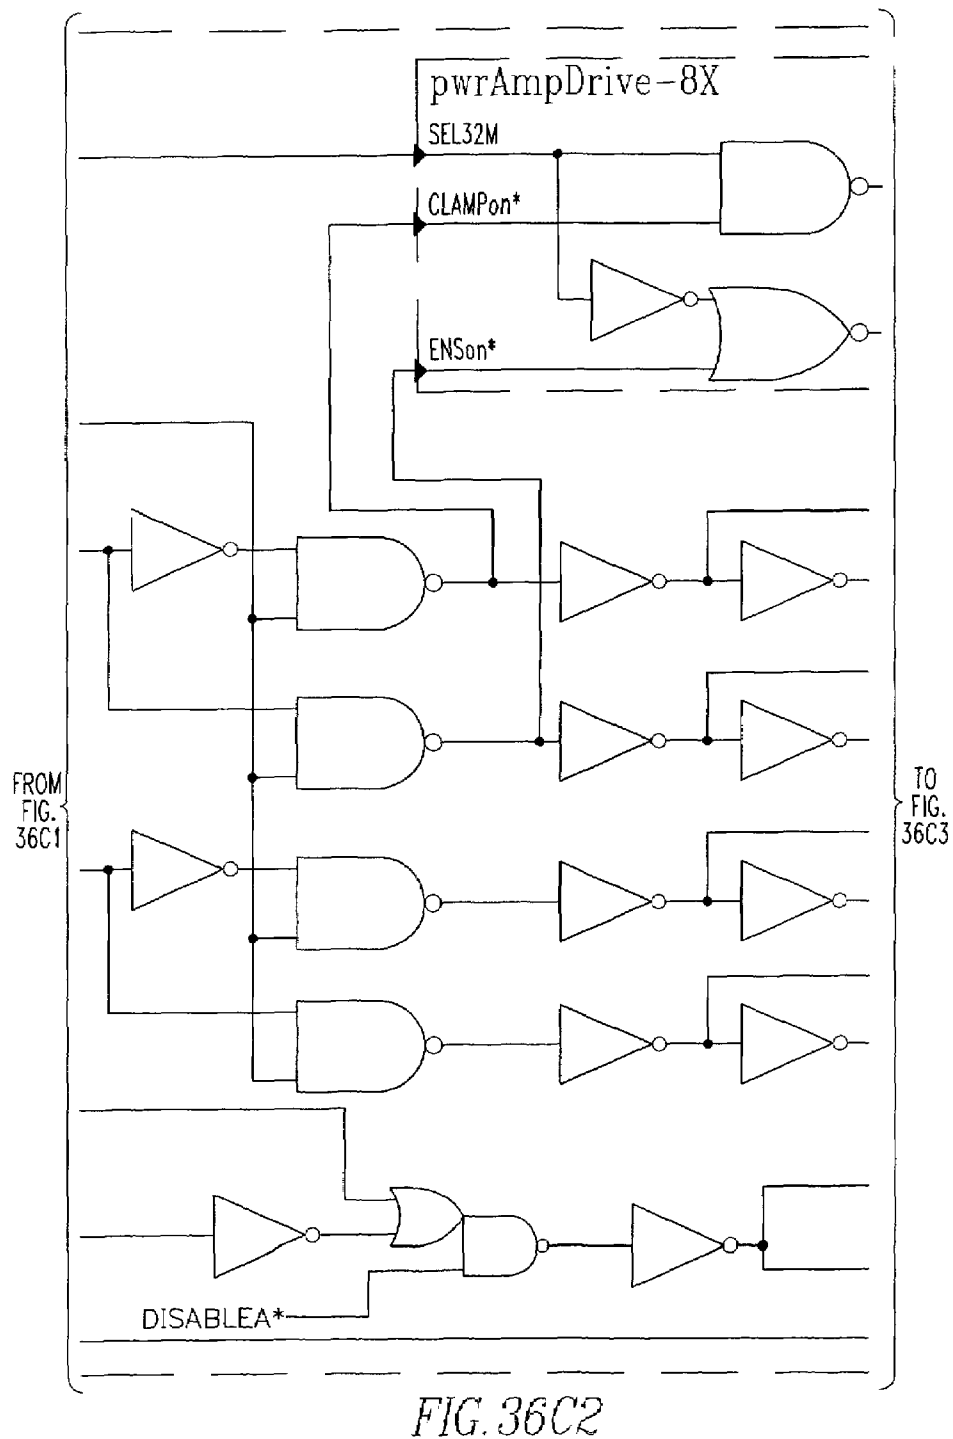 pwrAmpDrive-8X
SEL32M
CLAMPon*
ENSon*
FROM
FIG.
36C1
TO
FIG.
36C3
DISABLEA*
FIG. 36C2